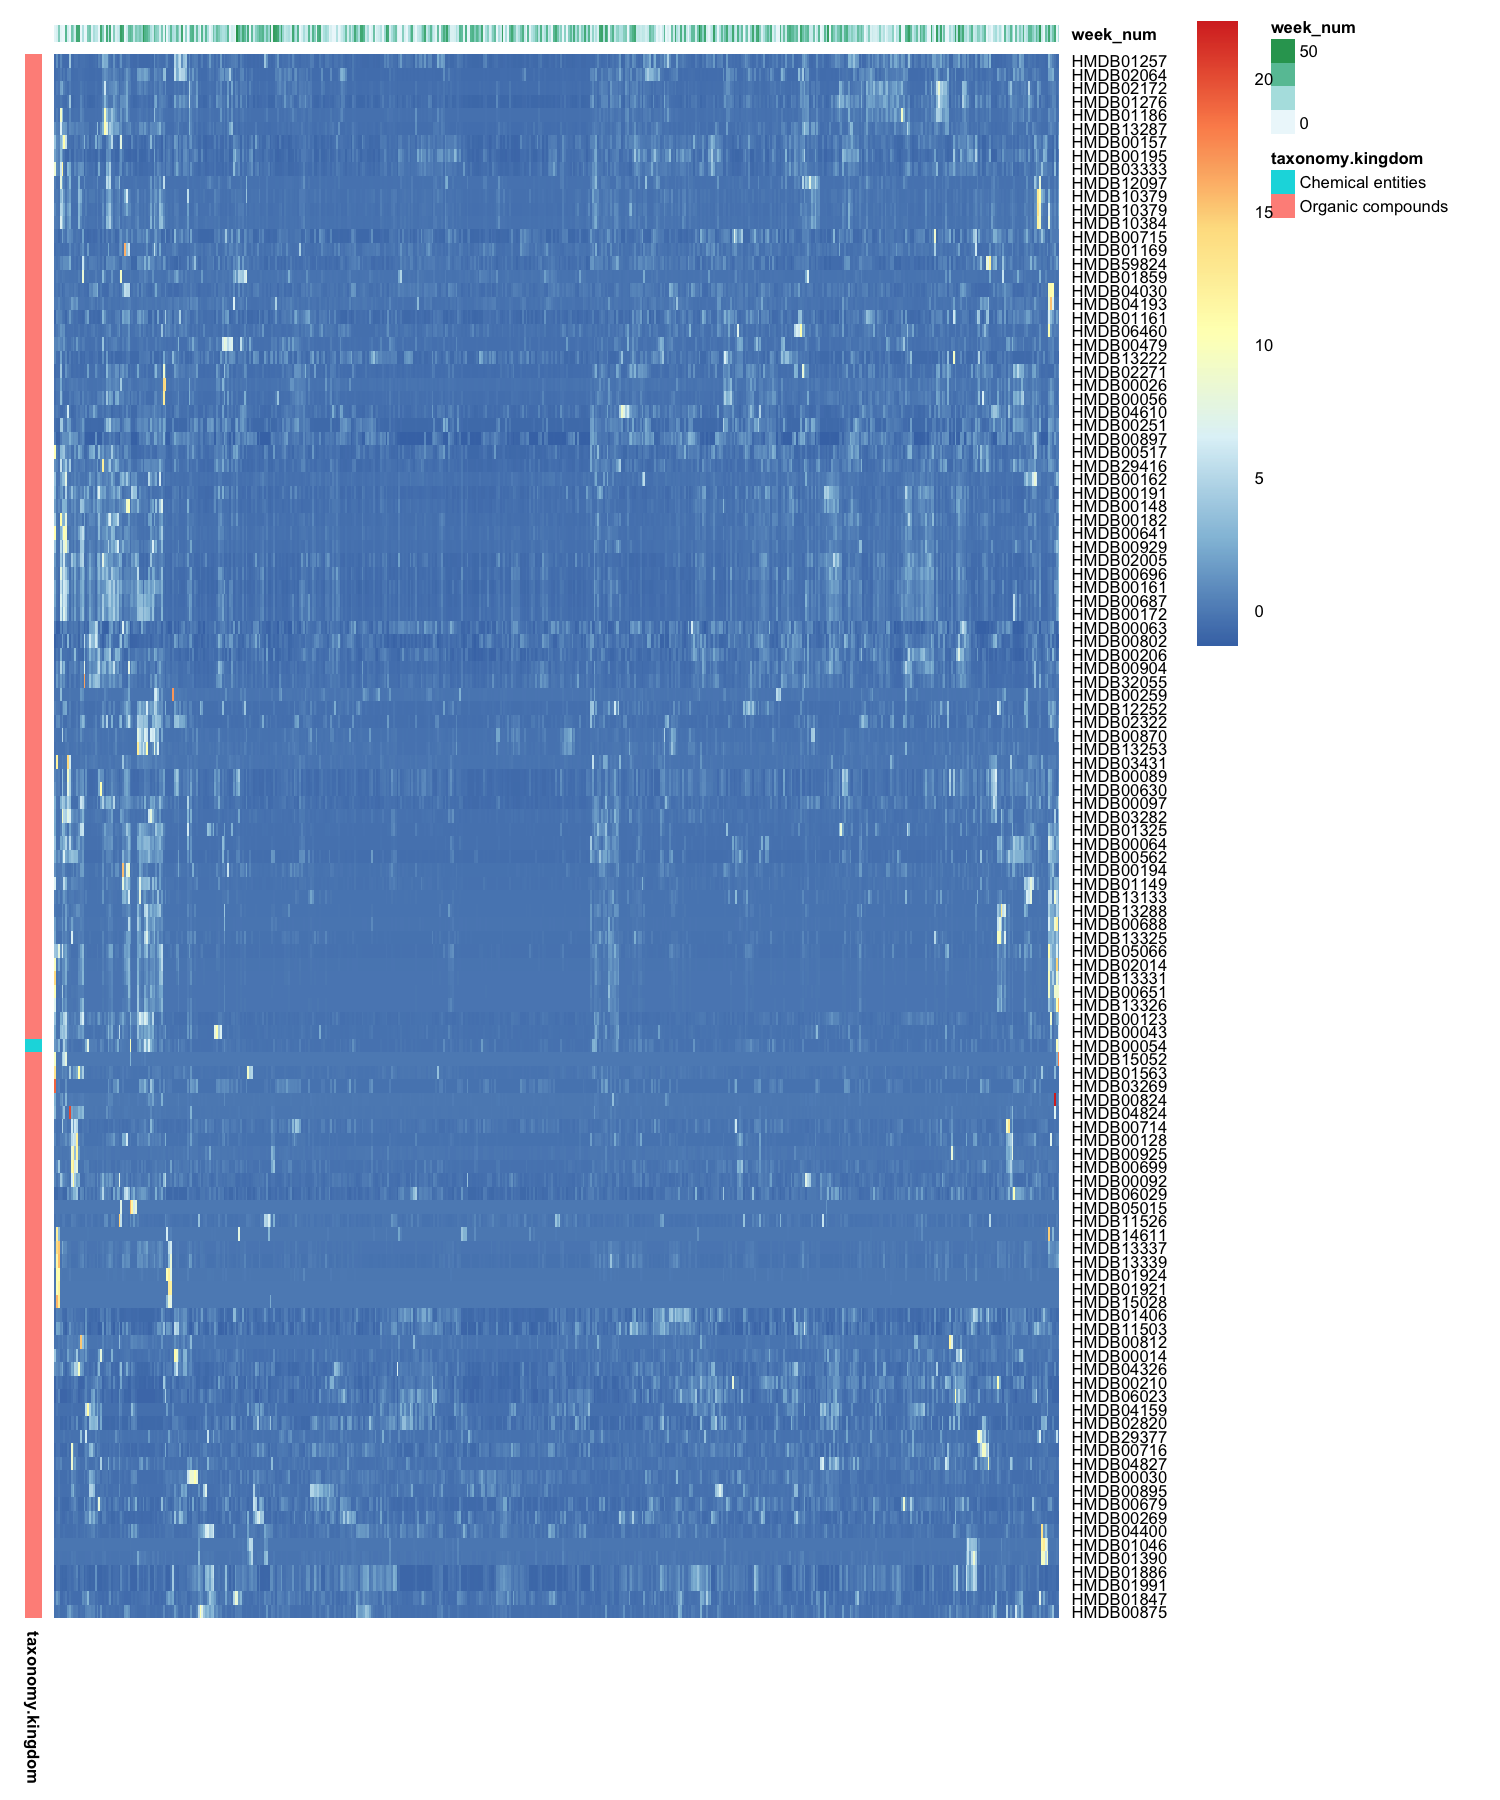 week_num
HMDB01257
HMDB02064
HMDB02172
HMDB01276
HMDB01186
HMDB13287
HMDB00157
HMDB00195
HMDB03333
HMDB12097
HMDB10379
HMDB10379
HMDB10384
HMDB00715
HMDB01169
HMDB59824
HMDB01859
HMDB04030
HMDB04193
HMDB01161
HMDB06460
HMDB00479
HMDB13222
HMDB02271
HMDB00026
HMDB00056
HMDB04610
HMDB00251
HMDB00897
HMDB00517
HMDB29416
HMDB00162
HMDB00191
HMDB00148
HMDB00182
HMDB00641
HMDB00929
HMDB02005
HMDB00696
HMDB00161
HMDB00687
HMDB00172
HMDB00063
HMDB00802
HMDB00206
HMDB00904
HMDB32055
HMDB00259
HMDB12252
HMDB02322
HMDB00870
HMDB13253
HMDB03431
HMDB00089
HMDB00630
HMDB00097
HMDB03282
HMDB01325
HMDB00064
HMDB00562
HMDB00194
HMDB01149
HMDB13133
HMDB13288
HMDB00688
HMDB13325
HMDB05066
HMDB02014
HMDB13331
HMDB00651
HMDB13326
HMDB00123
HMDB00043
HMDB00054
HMDB15052
HMDB01563
HMDB03269
HMDB00824
HMDB04824
HMDB00714
HMDB00128
HMDB00925
HMDB00699
HMDB00092
HMDB06029
HMDB05015
HMDB11526
HMDB14611
HMDB13337
HMDB13339
HMDB01924
HMDB01921
HMDB15028
HMDB01406
HMDB11503
HMDB00812
HMDB00014
HMDB04326
HMDB00210
HMDB06023
HMDB04159
HMDB02820
HMDB29377
HMDB00716
HMDB04827
HMDB00030
HMDB00895
HMDB00679
HMDB00269
HMDB04400
HMDB01046
HMDB01390
HMDB01886
HMDB01991
HMDB01847
HMDB00875
taxonomy.kingdom
20
15
10
5
0
week_num
50
0
taxonomy.kingdom
Chemical entities
Organic compounds